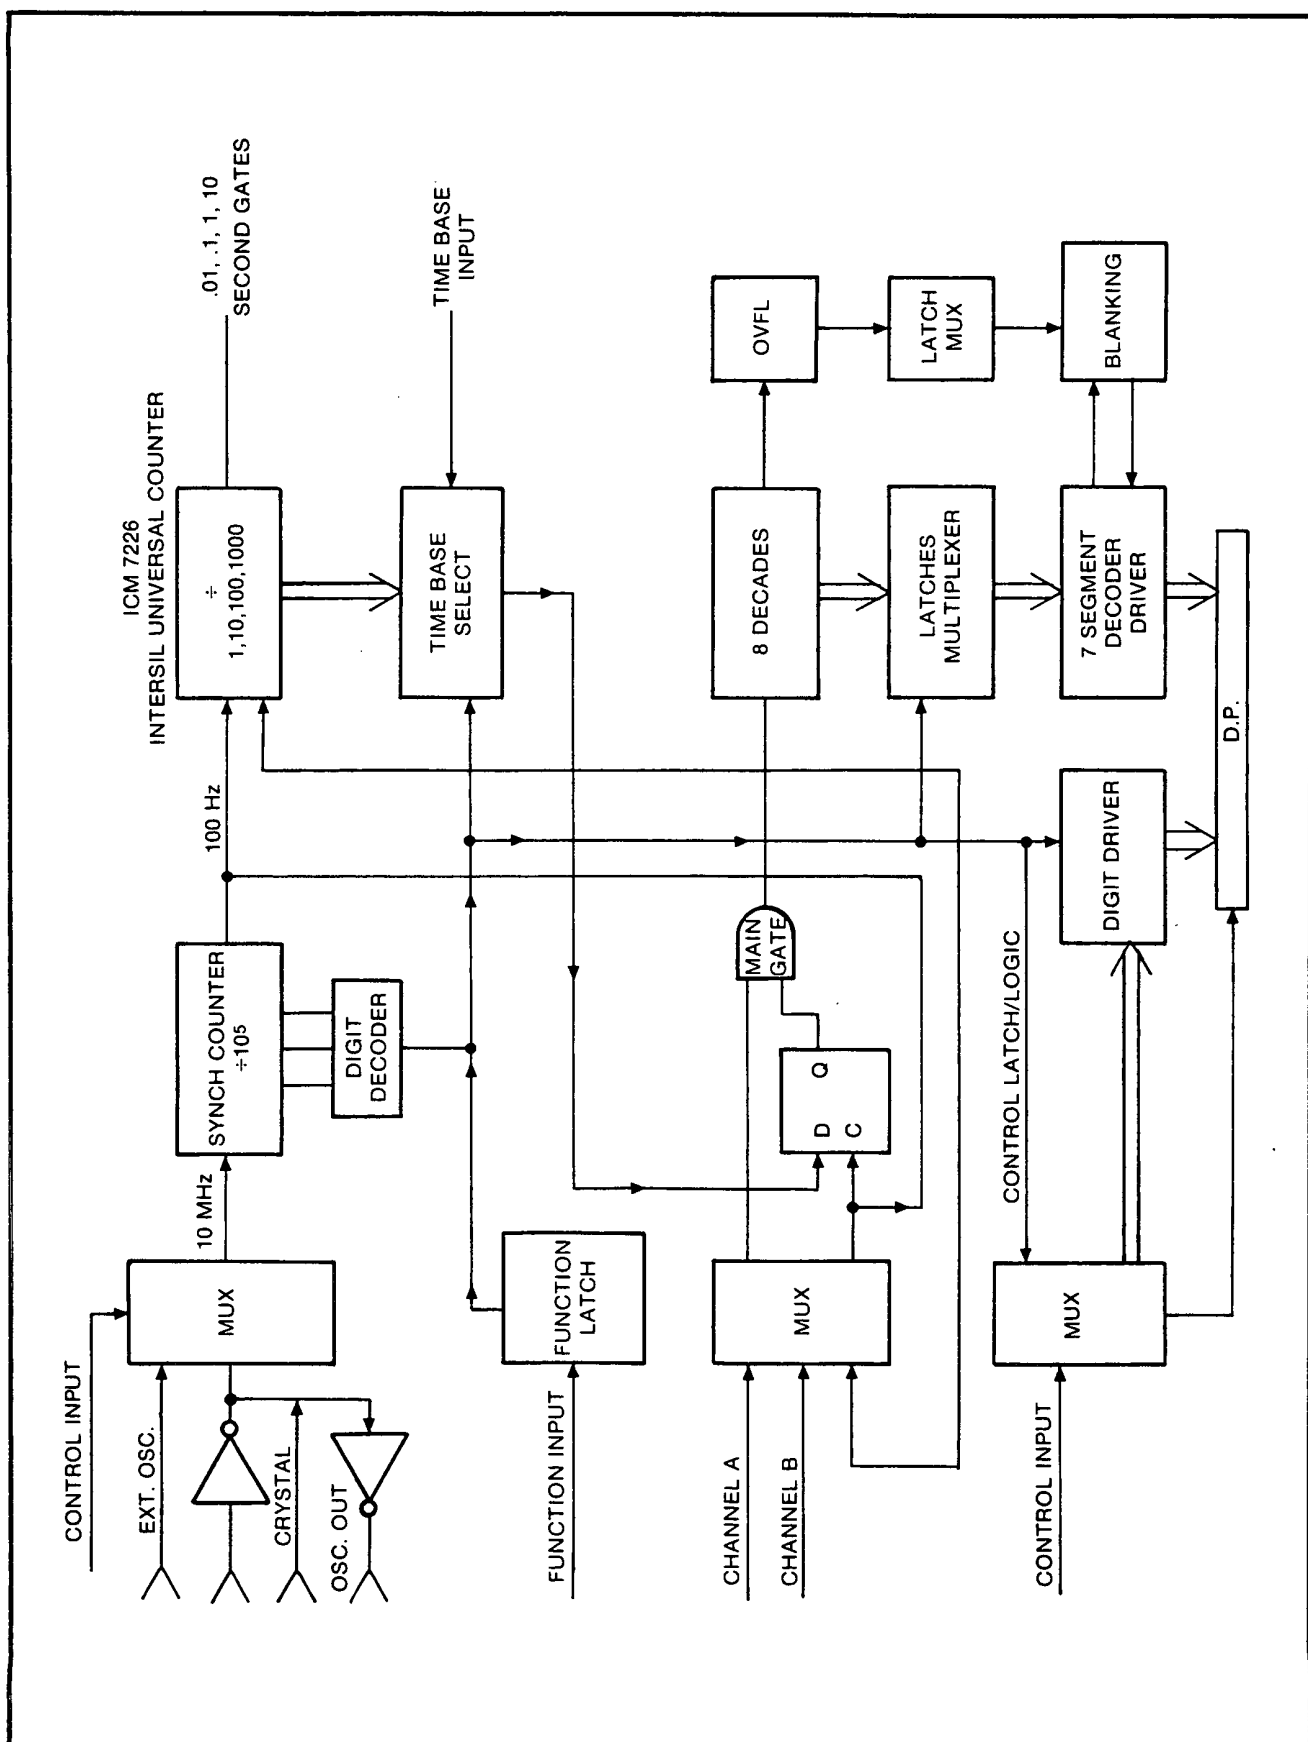 ICM 7226
INTERSIL UNIVERSAL COUNTER
CONTROL INPUT
EXT. OSC.
CRYSTAL
OSC. OUT
MUX
10 MHz
SYNCH COUNTER
÷10⁵
100 Hz
÷
1,10,100,1000
.01, .1, 1, 10
SECOND GATES
DIGIT
DECODER
TIME BASE
SELECT
TIME BASE
INPUT
FUNCTION INPUT
FUNCTION
LATCH
CHANNEL A
CHANNEL B
MUX
D
C
Q
MAIN
GATE
8 DECADES
OVFL
LATCHES
MULTIPLEXER
LATCH
MUX
CONTROL INPUT
MUX
CONTROL LATCH/LOGIC
DIGIT DRIVER
7 SEGMENT
DECODER
DRIVER
BLANKING
D.P.